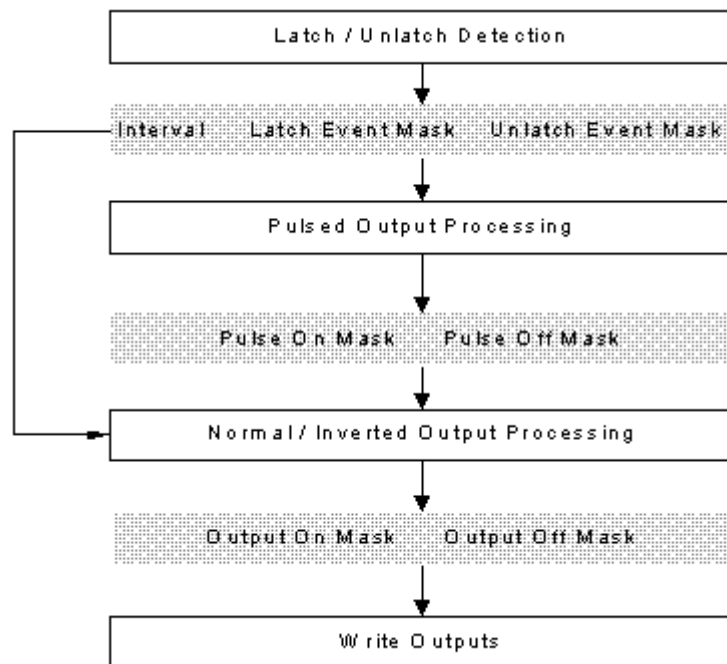 Latch / Unlatch Detection
Interval Latch Event Mask Unlatch Event Mask
Pulsed Output Processing
Pulse On Mask Pulse Off Mask
Normal / Inverted Output Processing
Output On Mask Output Off Mask
Write Outputs